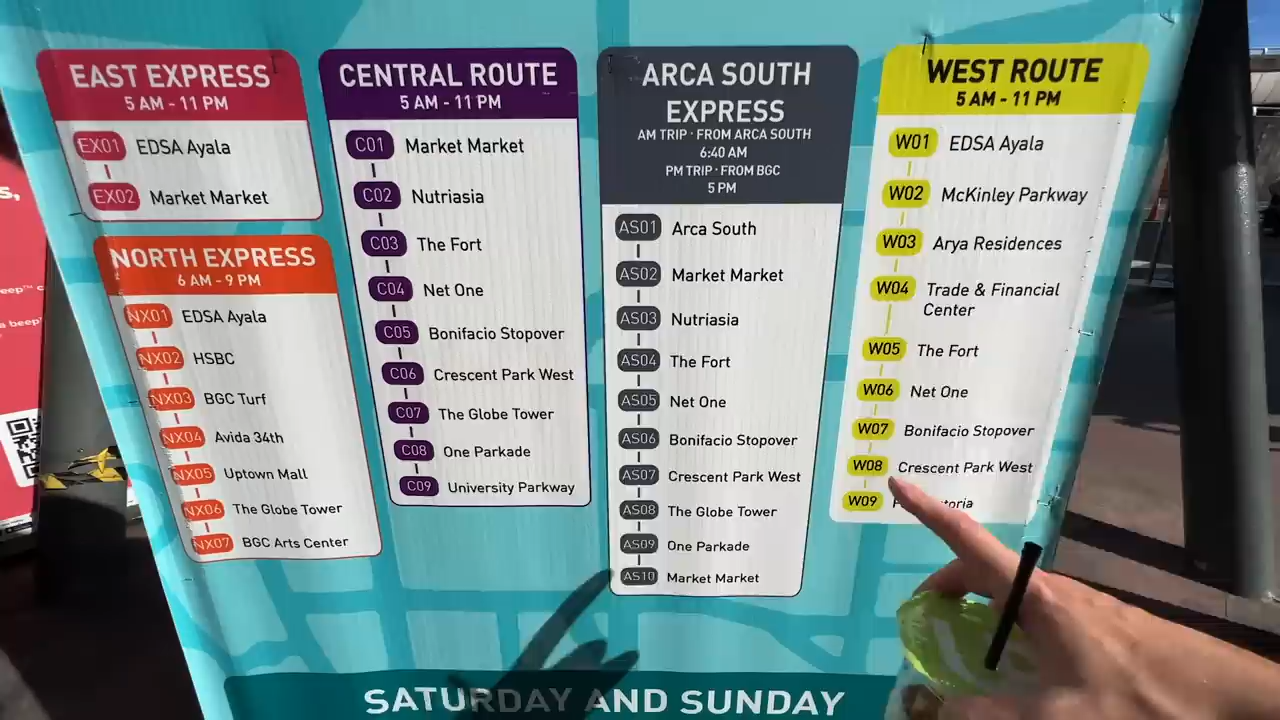 EAST EXPRESS
5 AM - 11 PM
EX01 EDSA Ayala
EX02 Market Market
NORTH EXPRESS
6 AM - 9 PM
NX01 EDSA Ayala
NX02 HSBC
NX03 BGC Turf
NX04 Avida 34th
NX05 Uptown Mall
NX06 The Globe Tower
NX07 BGC Arts Center
CENTRAL ROUTE
5 AM - 11 PM
C01 Market Market
C02 Nutriasia
C03 The Fort
C04 Net One
C05 Bonifacio Stopover
C06 Crescent Park West
C07 The Globe Tower
C08 One Parkade
C09 University Parkway
ARCA SOUTH
EXPRESS
AM TRIP · FROM ARCA SOUTH
6:40 AM
PM TRIP · FROM BGC
5 PM
AS01 Arca South
AS02 Market Market
AS03 Nutriasia
AS04 The Fort
AS05 Net One
AS06 Bonifacio Stopover
AS07 Crescent Park West
AS08 The Globe Tower
AS09 One Parkade
AS10 Market Market
WEST ROUTE
5 AM - 11 PM
W01 EDSA Ayala
W02 McKinley Parkway
W03 Arya Residences
W04 Trade & Financial
Center
W05 The Fort
W06 Net One
W07 Bonifacio Stopover
W08 Crescent Park West
W09
SATURDAY AND SUNDAY